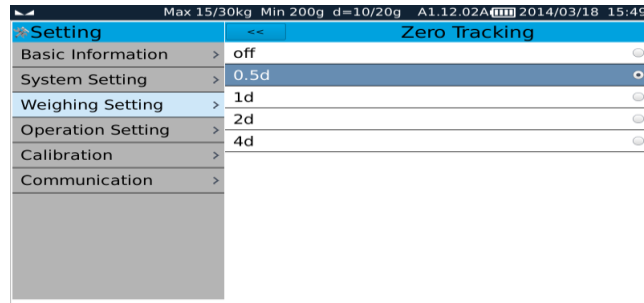 Max 15/30kg Min 200g d=10/20g A1.12.02A 2014/03/18 15:49
Setting
<< Zero Tracking
Basic Information >
System Setting >
Weighing Setting >
Operation Setting >
Calibration >
Communication >
off
0.5d
1d
2d
4d